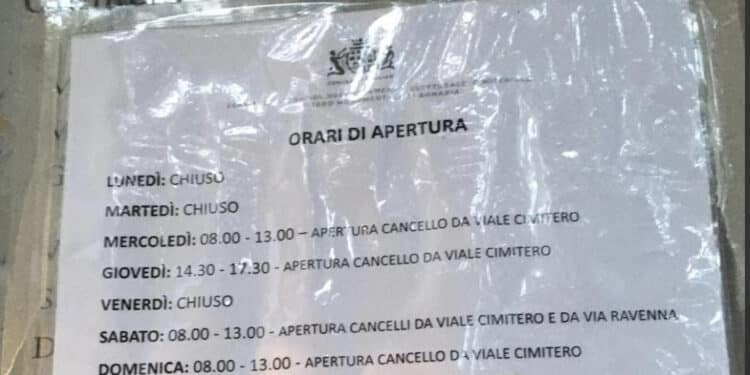 ORARI DI APERTURA
LUNEDÌ: CHIUSO
MARTEDÌ: CHIUSO
MERCOLEDÌ: 08.00 - 13.00 – APERTURA CANCELLO DA VIALE CIMITERO
GIOVEDÌ: 14.30 - 17.30 - APERTURA CANCELLO DA VIALE CIMITERO
VENERDÌ: CHIUSO
SABATO: 08.00 - 13.00 - APERTURA CANCELLI DA VIALE CIMITERO E DA VIA RAVENNA
DOMENICA: 08.00 - 13.00 - APERTURA CANCELLO DA VIALE CIMITERO